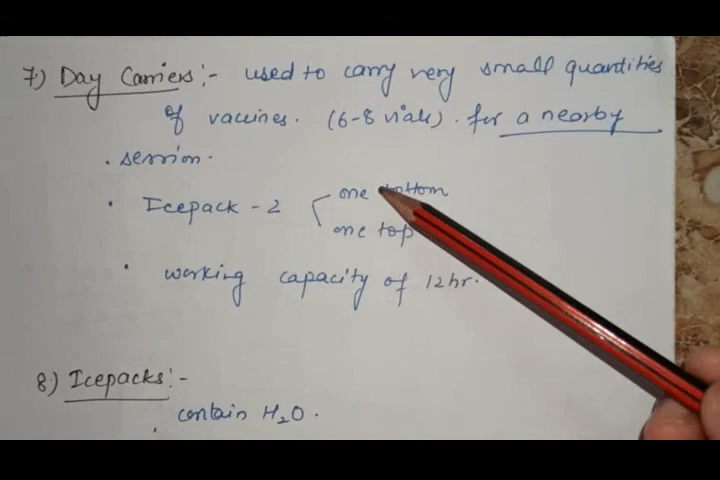 7) Day Carriers:- used to carry very small quantities
of vaccines. (6-8 vials). for a nearby
. session.
• Icepack - 2 one bottom
one top
• working capacity of 12hr.
8) Icepacks:-
. contain H₂O.